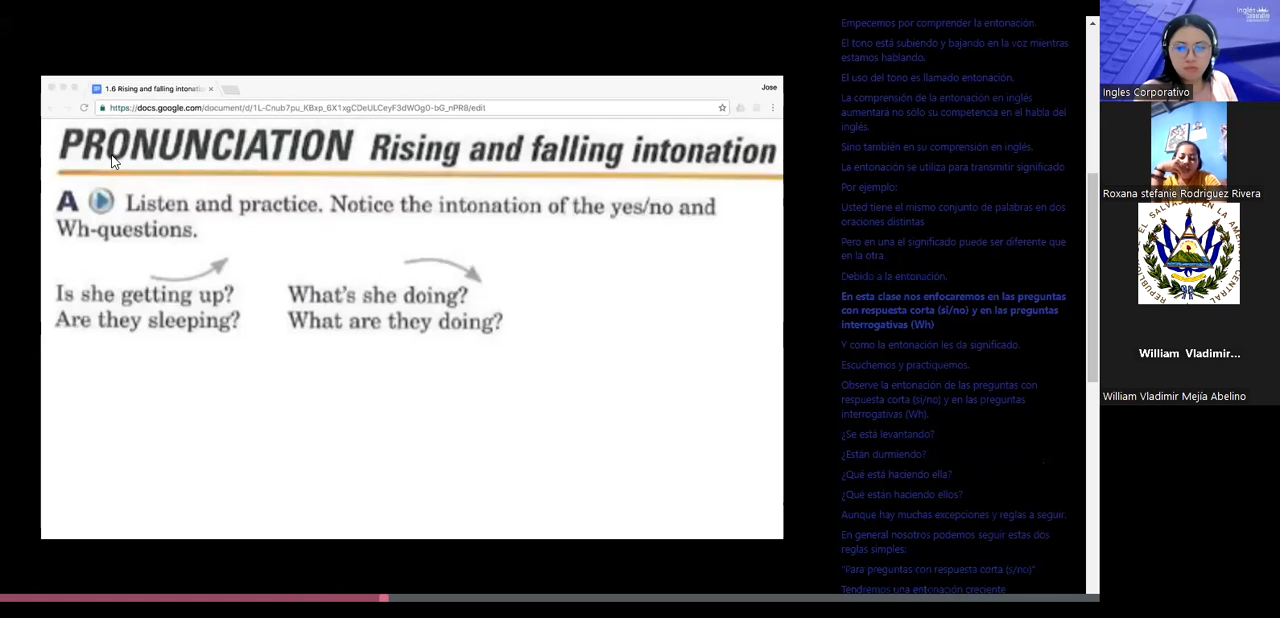 1.6 Rising and falling intonatio
Jose
https://docs.google.com/document/d/1L-Cnub7pu_KBxp_6X1xgCDeULCeyF3dWOg0-bG_nPR8/edit
PRONUNCIATION Rising and falling intonation
A Listen and practice. Notice the intonation of the yes/no and
Wh-questions.
Is she getting up? What's she doing?
Are they sleeping? What are they doing?
Empecemos por comprender la entonación.
El tono está subiendo y bajando en la voz mientras
estamos hablando.
El uso del tono es llamado entonación.
La comprensión de la entonación en inglés
aumentará no sólo su competencia en el habla del
inglés.
Sino también en su comprensión en inglés.
La entonación se utiliza para transmitir significado
Por ejemplo:
Usted tiene el mismo conjunto de palabras en dos
oraciones distintas
Pero en una el significado puede ser diferente que
en la otra
Debido a la entonación.
En esta clase nos enfocaremos en las preguntas
con respuesta corta (si/no) y en las preguntas
interrogativas (Wh)
Y como la entonación les da significado.
Escuchemos y practiquemos.
Observe la entonación de las preguntas con
respuesta corta (si/no) y en las preguntas
interrogativas (Wh).
¿Se está levantando?
¿Están durmiendo?
¿Qué está haciendo ella?
¿Qué están haciendo ellos?
Aunque hay muchas excepciones y reglas a seguir.
En general nosotros podemos seguir estas dos
reglas simples:
"Para preguntas con respuesta corta (s/no)"
Tendremos una entonación creciente
inglés
Ingles Corporativo
Roxana stefanie Rodriguez Rivera
EL SALVADOR EN LA AMERICA CENTRAL
REPUBLICA DE
William Vladimir...
William Vladimir Mejía Abelino